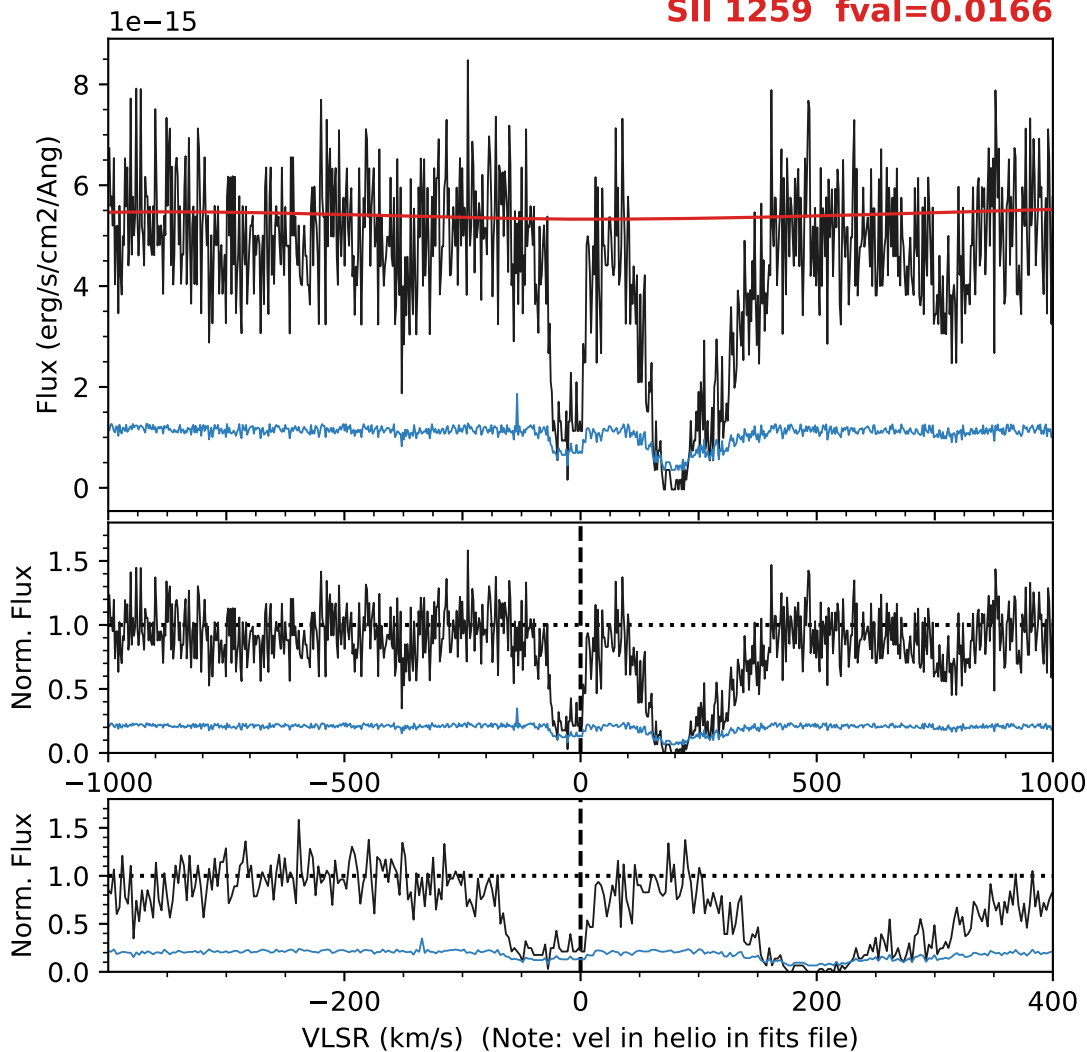 SII 1259 fval=0.0166
1e−15
8
6
4
2
0
Flux (erg/s/cm2/Ang)
1.5
1.0
0.5
0.0
Norm. Flux
−1000 −500 0 500 1000
1.5
1.0
0.5
0.0
Norm. Flux
−200 0 200 400
VLSR (km/s) (Note: vel in helio in fits file)